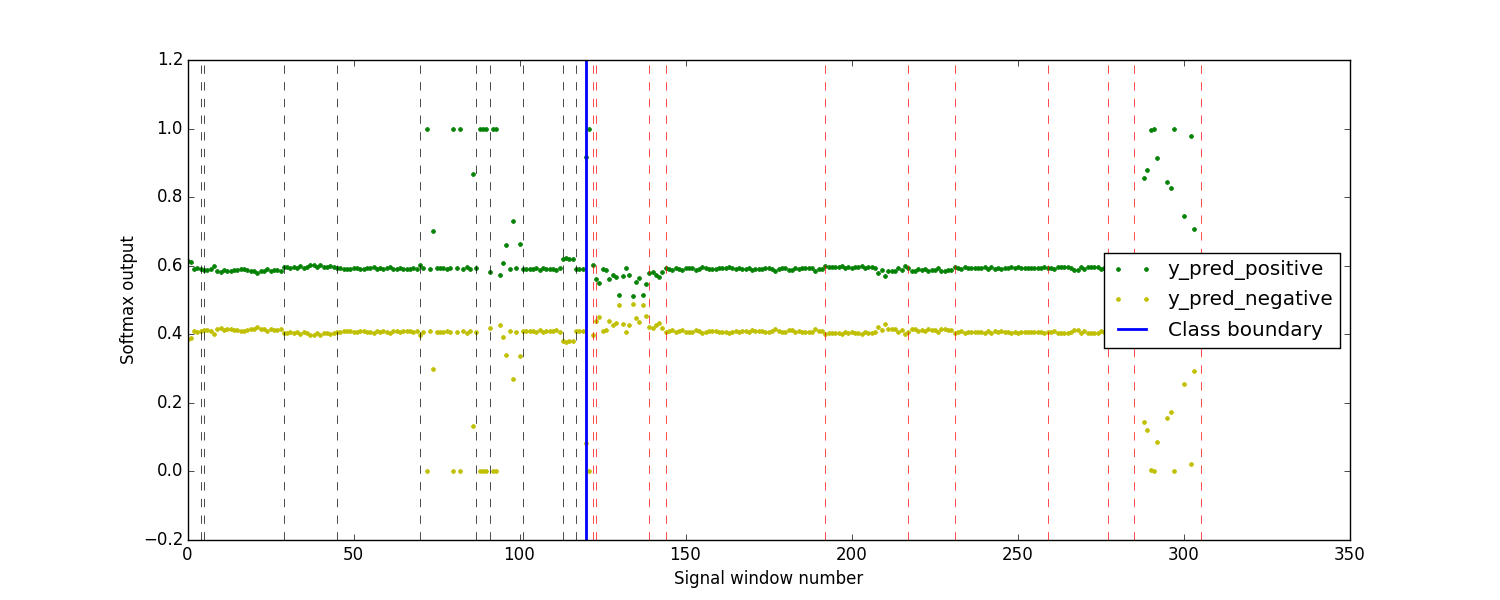 1.2
1.0
0.8
0.6
0.4
0.2
0.0
−0.2
Softmax output
y_pred_positive
y_pred_negative
Class boundary
0 50 100 150 200 250 300 350
Signal window number